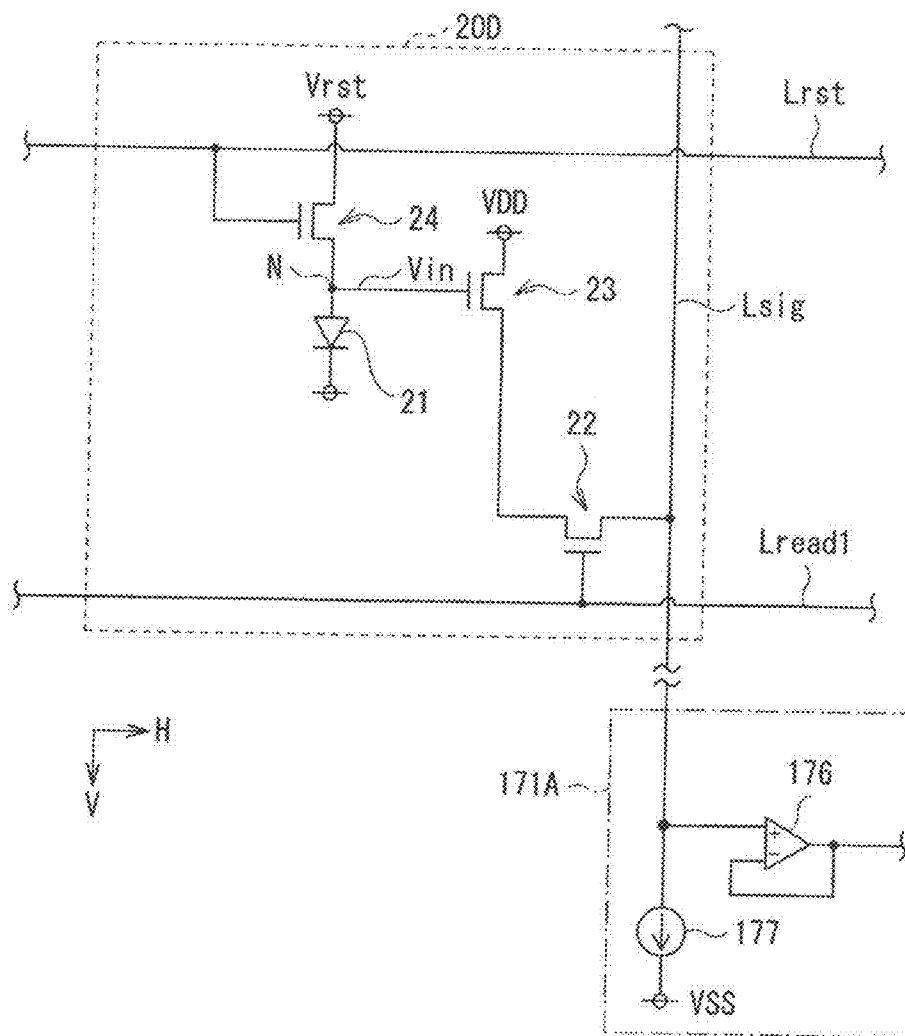 20D
Vrst
Lrst
24
VDD
N
Vin
23
Lsig
21
22
Lread1
H
V
171A
176
+
-
177
VSS